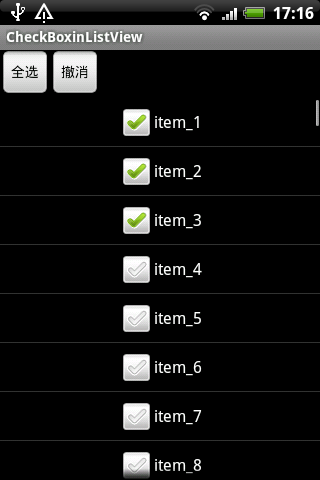 17:16
CheckBoxinListView
全选 撤消
item_1
item_2
item_3
item_4
item_5
item_6
item_7
item_8